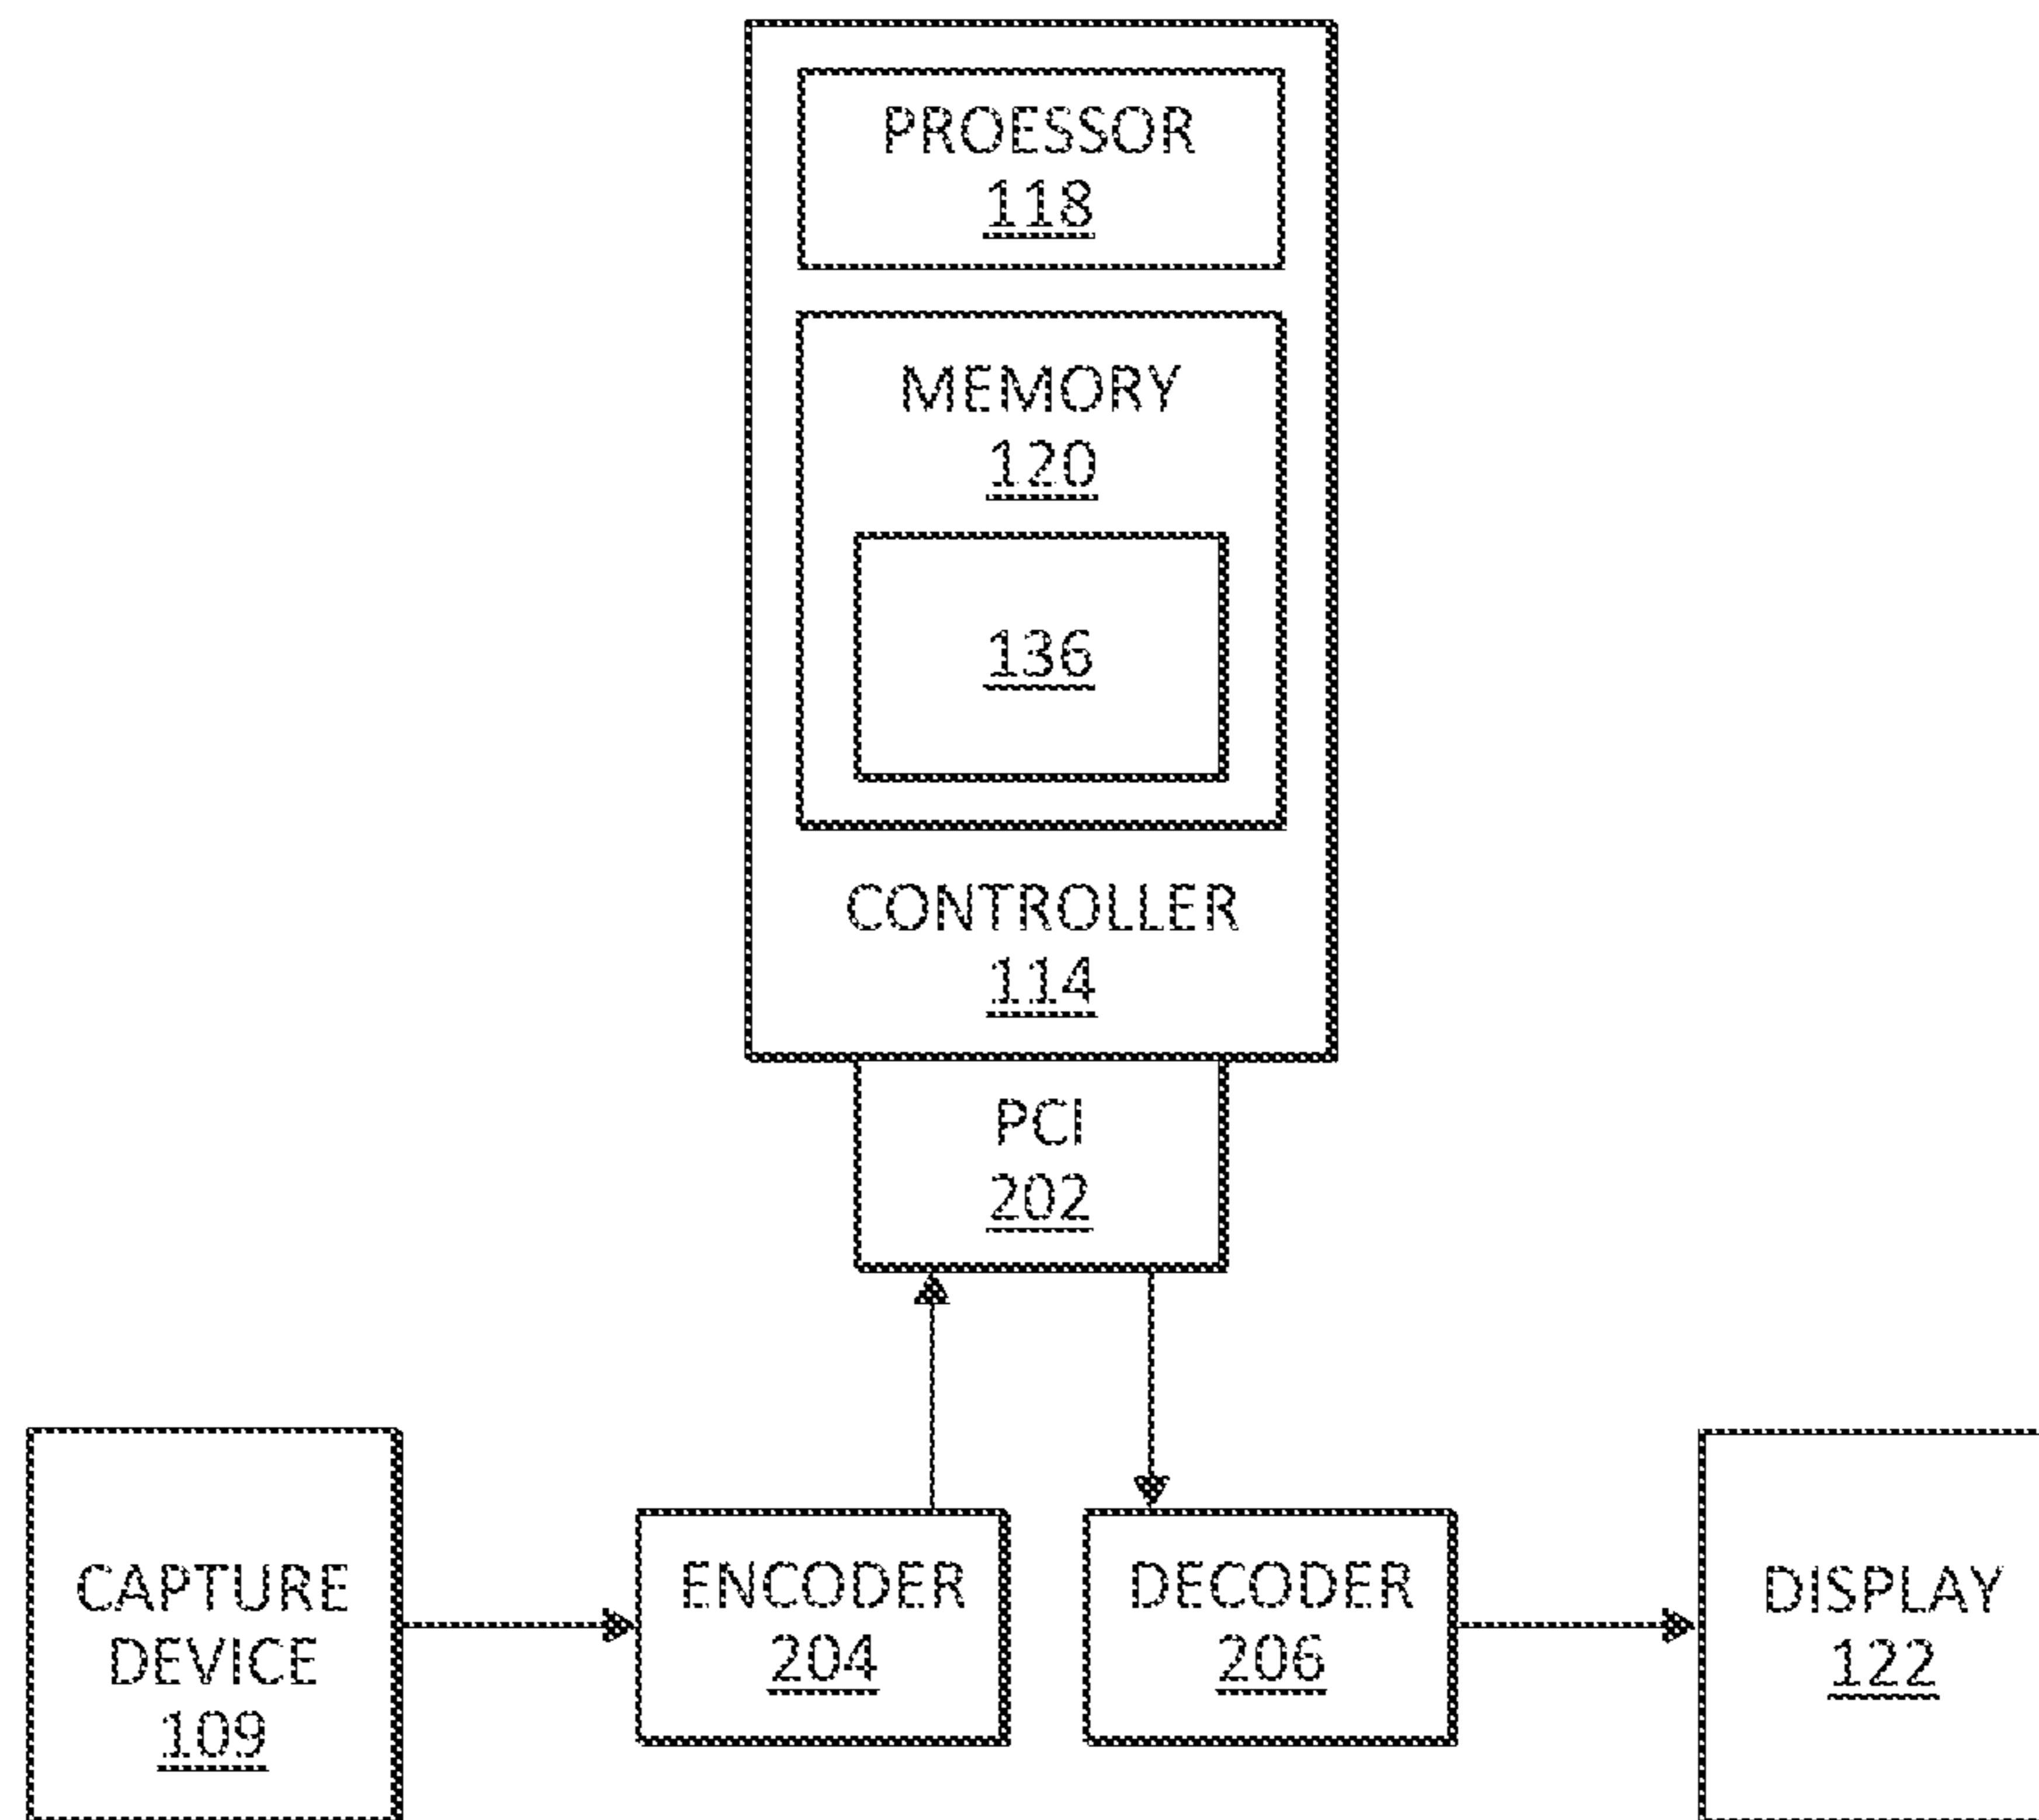 PROESSOR
118
MEMORY
120
136
CONTROLLER
114
PCI
202
CAPTURE
DEVICE
109
ENCODER
204
DECODER
206
DISPLAY
122